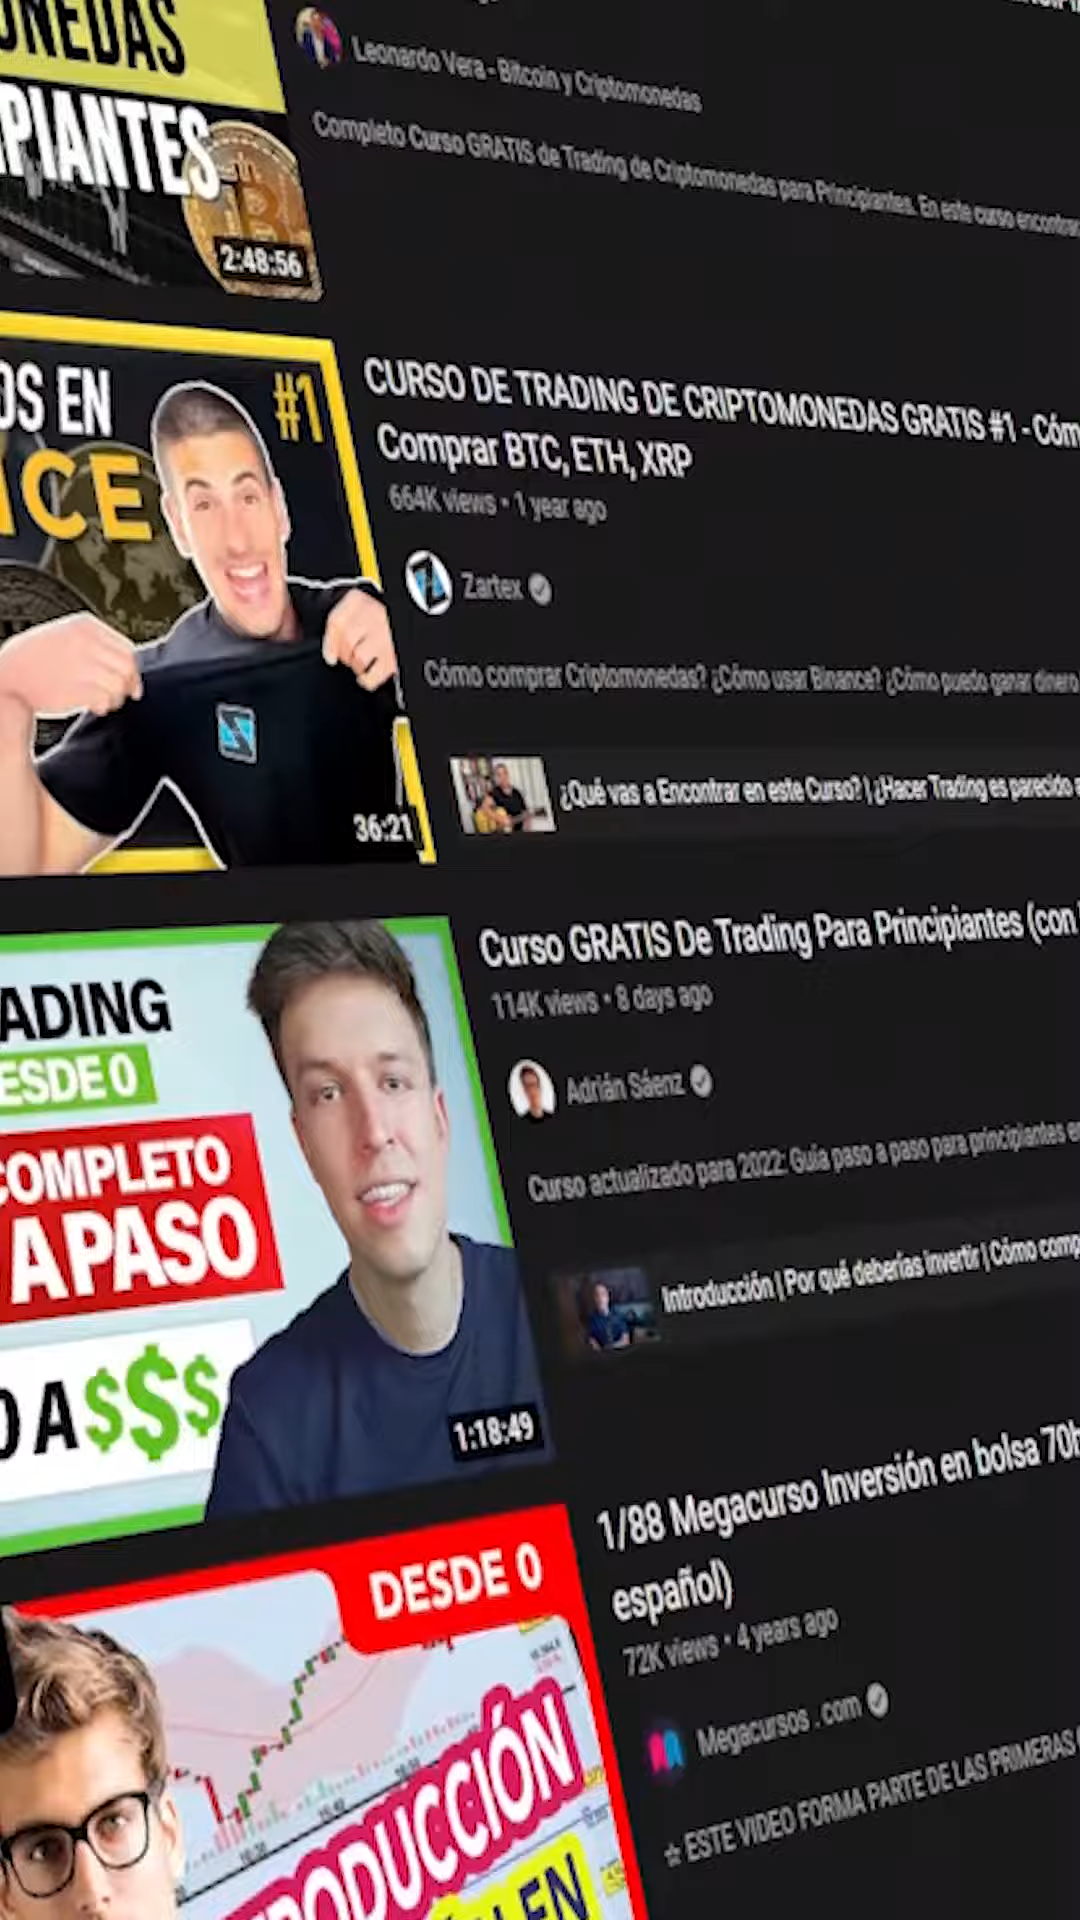 ONEDAS
PIANTES
2:48:56
Leonardo Vera - Bitcoin y Criptomonedas
Completo Curso GRATIS de Trading de Criptomonedas para Principiantes. En este curso encontrar
OS EN
ICE
#1
36:21
CURSO DE TRADING DE CRIPTOMONEDAS GRATIS #1 - Cóm
Comprar BTC, ETH, XRP
664K views • 1 year ago
Zartex
Cómo comprar Criptomonedas? ¿Cómo usar Binance? ¿Cómo puedo ganar dinero
¿Qué vas a Encontrar en este Curso? | ¿Hacer Trading es parecido a
ADING
ESDE 0
COMPLETO
A PASO
O A $$$
1:18:49
Curso GRATIS De Trading Para Principiantes (con
114K views • 8 days ago
Adrián Sáenz
Curso actualizado para 2022: Guía paso a paso para principiantes en
Introducción | Por qué deberías invertir | Cómo comp
DESDE 0
RODUCCIÓN
EN
1/88 Megacurso Inversión en bolsa 70h
español)
72K views • 4 years ago
Megacursos . com
☆ ESTE VIDEO FORMA PARTE DE LAS PRIMERAS